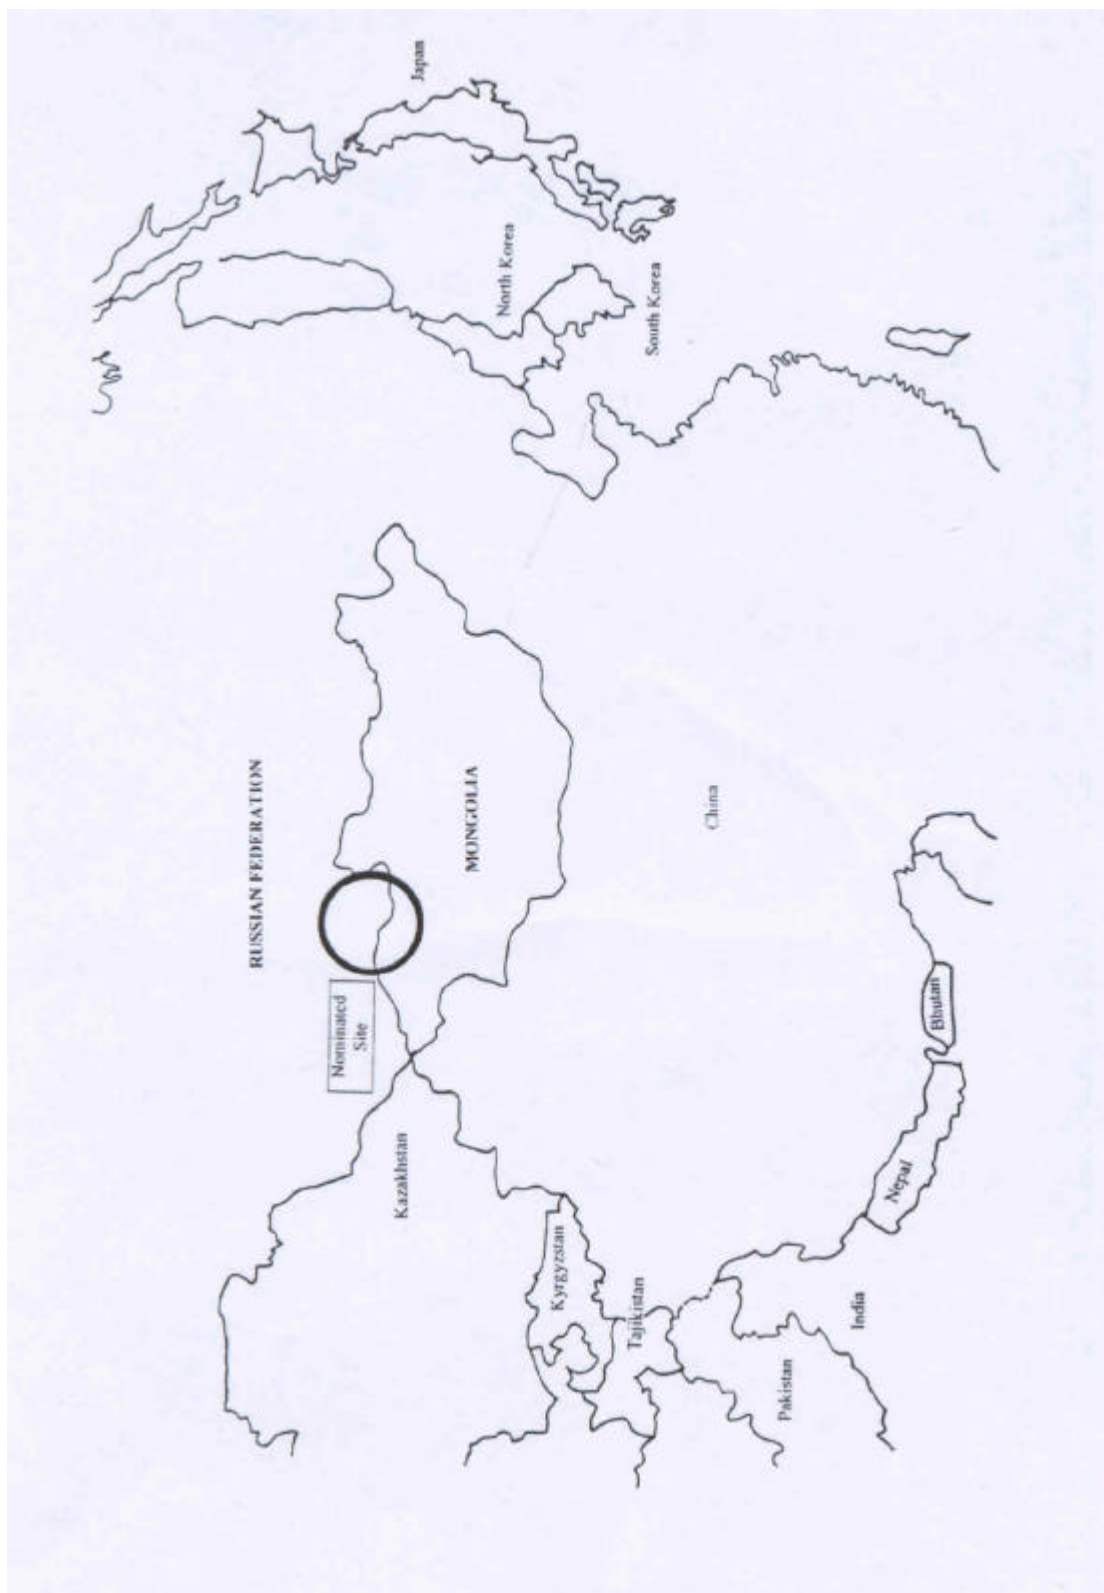 RUSSIAN FEDERATION
Nominated
Site
Kazakhstan
MONGOLIA
Japan
North Korea
South Korea
Kyrgyzstan
Tajikistan
China
Pakistan
India
Nepal
Bhutan